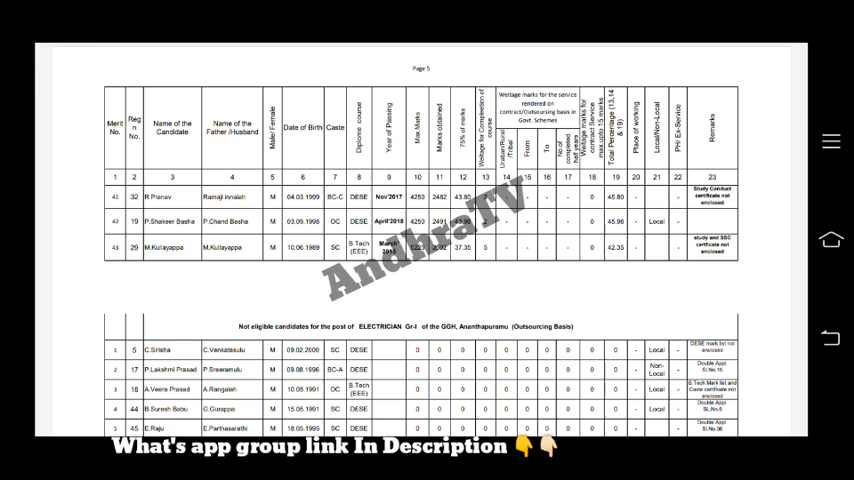 Page 5
Merit No. Reg n No. Name of the Candidate Name of the Father /Husband Male/ Female Date of Birth Caste Diploma course Year of Passing Max.Marks Marks obtained 75% of marks Weitage for Complection of course Weitage marks for the service rendered on contract/Outsourcing basis in Govt. Schemes Weitage marks for contract Service max.upto 15 marks Total Percentage (13,14 & 19) Place of working Local/Non-Local PH/ Ex-Service Remarks
Uraban/Rural /Tribal From To No.of completed half years
1 2 3 4 5 6 7 8 9 10 11 12 13 14 15 16 17 18 19 20 21 22 23
41 32 R.Pranav Ramaji innaiah M 04.03.1999 BC-C DESE Nov'2017 4250 2482 43.80 - - - 0 45.80 - - Study Conduct certificate not enclosed
42 19 P.Shakeer Basha P.Chand Basha M 03.09.1998 OC DESE April'2018 4250 2491 2 - - - - 0 45.96 - Local -
43 29 M.Kullayappa M.Kullayappa M 10.06.1989 SC B.Tech (EEE) March' 37.35 5 - - - - 0 42.35 - - study and SSC certificate not enclosed
AndhraTV
Not eligible candidates for the post of ELECTRICIAN Gr-I of the GGH, Ananthapuramu (Outsourcing Basis)
1 5 C.Sirisha C.Venkatesulu M 09.02.2000 SC DESE 0 0 0 0 0 0 0 0 0 0 - Local - DESE mark list not enclosed
2 17 P.Lakshmi Prasad P.Sreeramulu M 09.08.1996 BC-A DESE 0 0 0 0 0 0 0 0 0 0 - Non-Local - Double Appl Sl.No.15
3 18 A.Veera Prasad A.Rangaiah M 10.05.1991 OC B.Tech (EEE) 0 0 0 0 0 0 0 0 0 0 - Local - B.Tech Mark list and Caste certificate not enclosed
4 44 B.Suresh Babu G.Gurappa M 15.05.1991 SC DESE 0 0 0 0 0 0 0 0 0 0 - Local - Double Appl SL.No.6
5 45 E.Raju E.Parthasarathi M 18.05.1995 SC DESE 0 0 0 0 0 0 0 0 0 0 - - Double Appl Sl.No.36
What's app group link In Description 👇👇🏻